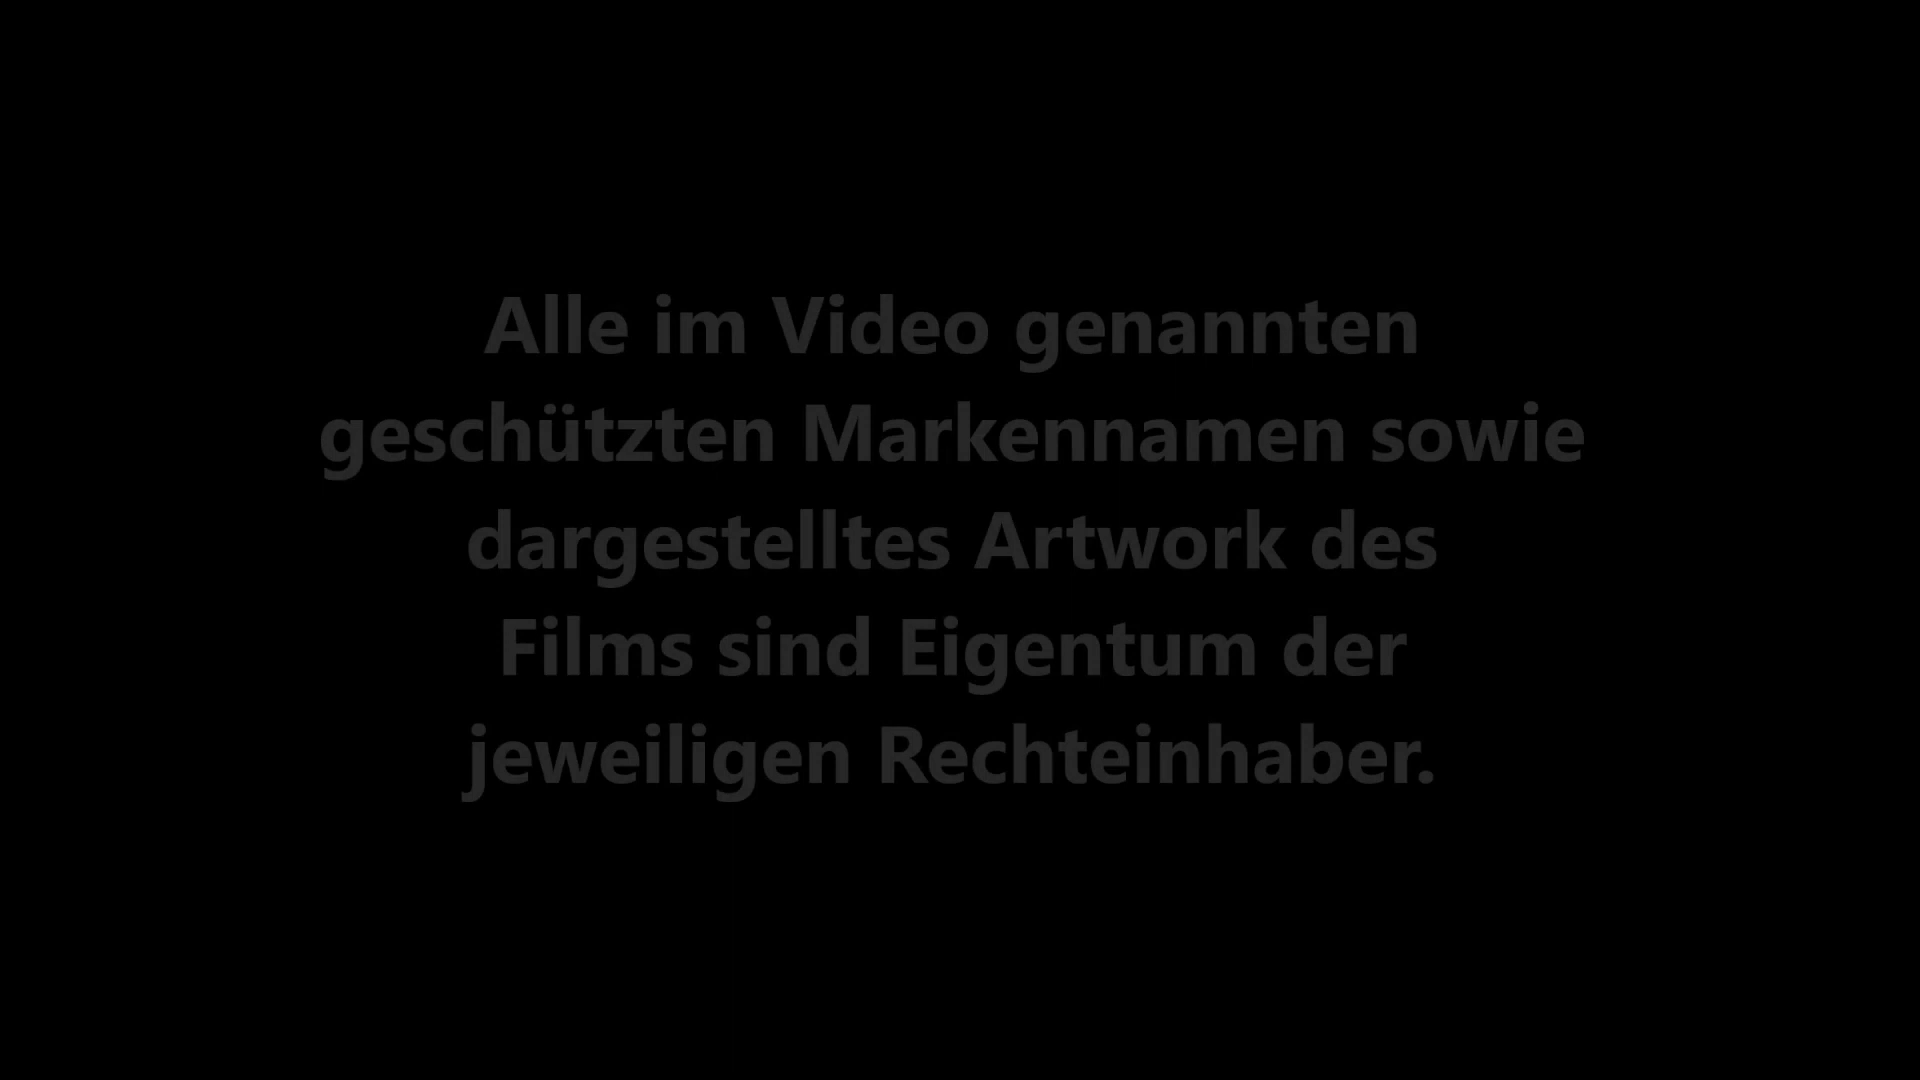 Alle im Video genannten
geschützten Markennamen sowie
dargestelltes Artwork des
Films sind Eigentum der
jeweiligen Rechteinhaber.